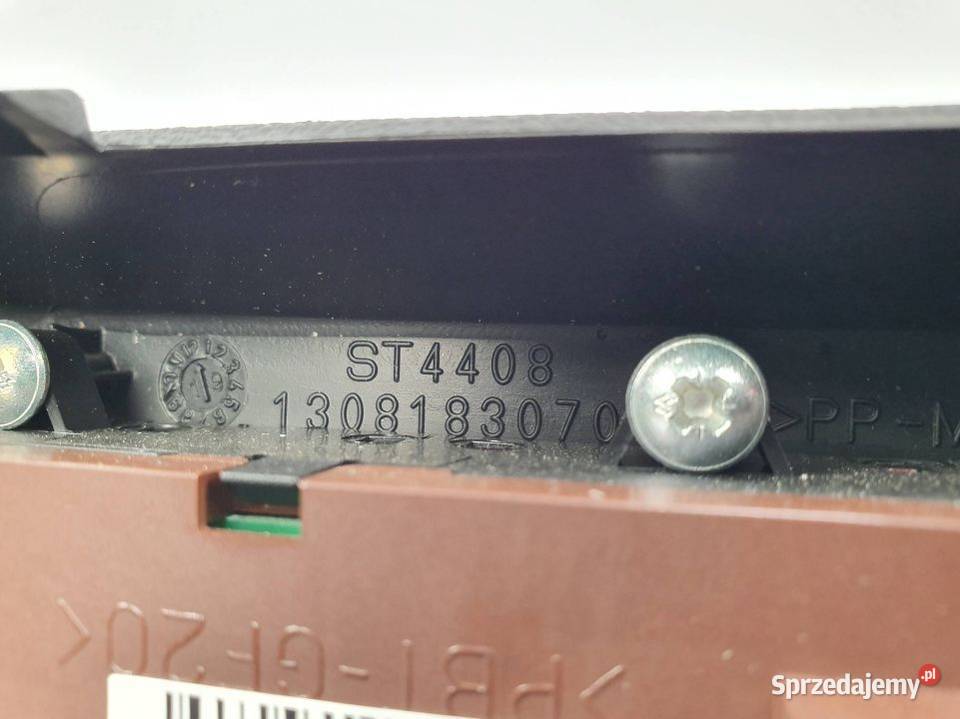 ST4408
1308183070
>PP-M
>PBT-GF20<
Sprzedajemy.pl